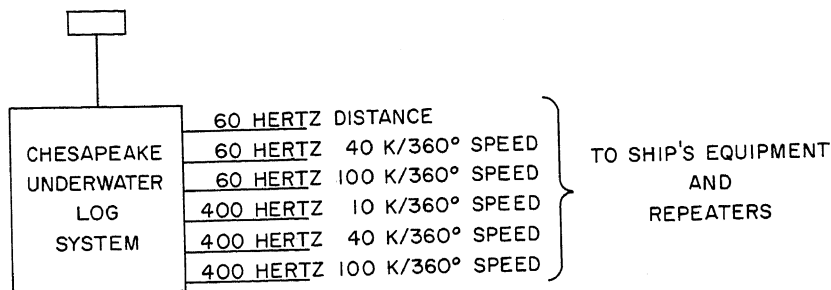 CHESAPEAKE
UNDERWATER
LOG
SYSTEM
60 HERTZ DISTANCE
60 HERTZ 40 K/360° SPEED
60 HERTZ 100 K/360° SPEED
400 HERTZ 10 K/360° SPEED
400 HERTZ 40 K/360° SPEED
400 HERTZ 100 K/360° SPEED
TO SHIP'S EQUIPMENT
AND
REPEATERS